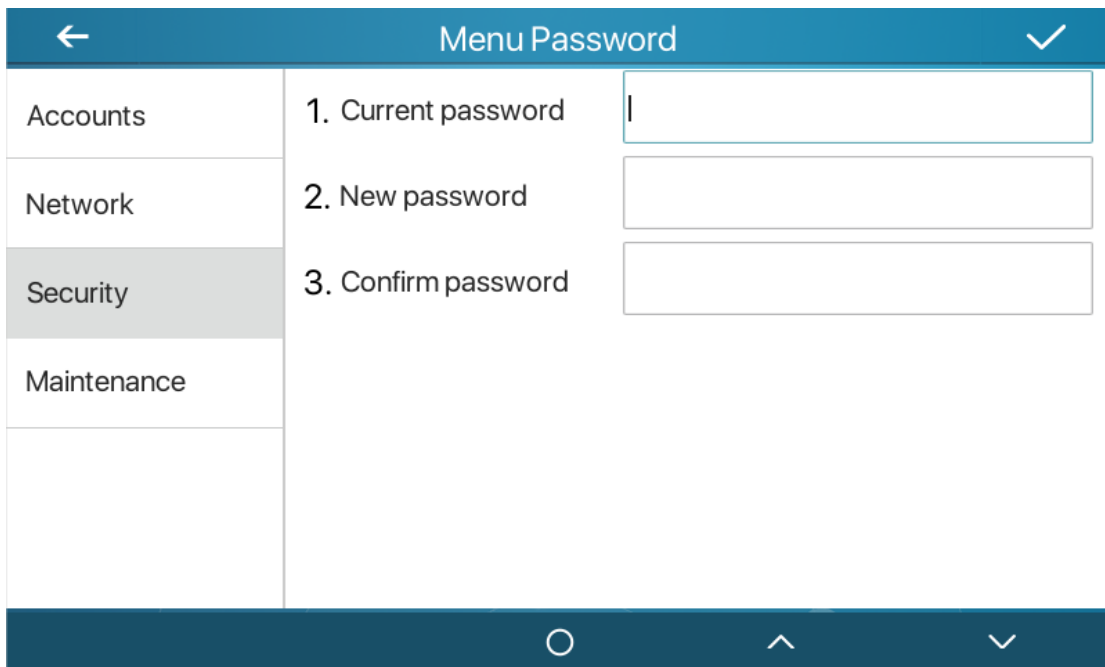 Menu Password
Accounts
Network
Security
Maintenance
1. Current password
2. New password
3. Confirm password